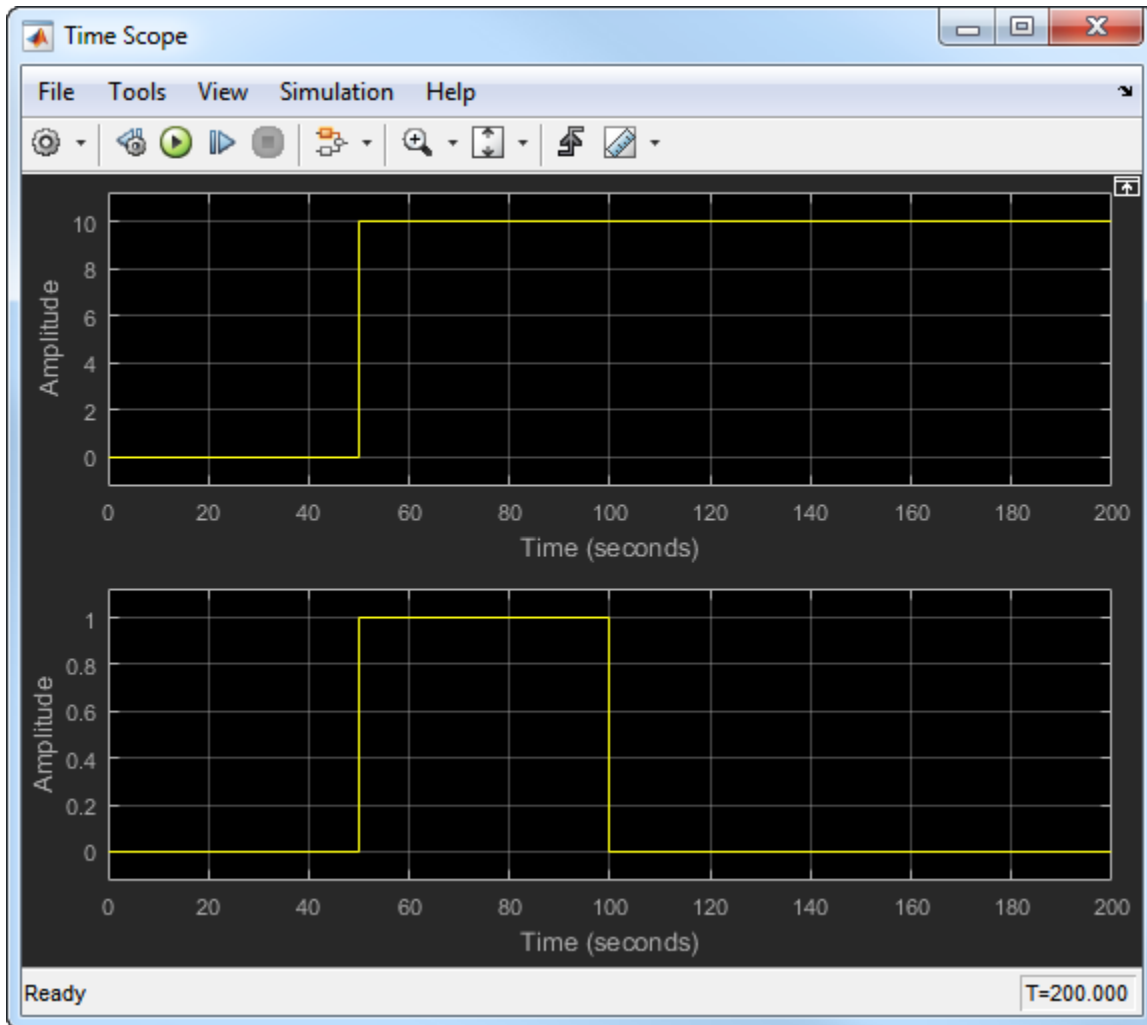 Time Scope
File Tools View Simulation Help
10
8
6
4
2
0
Amplitude
0 20 40 60 80 100 120 140 160 180 200
Time (seconds)
1
0.8
0.6
0.4
0.2
0
Amplitude
0 20 40 60 80 100 120 140 160 180 200
Time (seconds)
Ready T=200.000